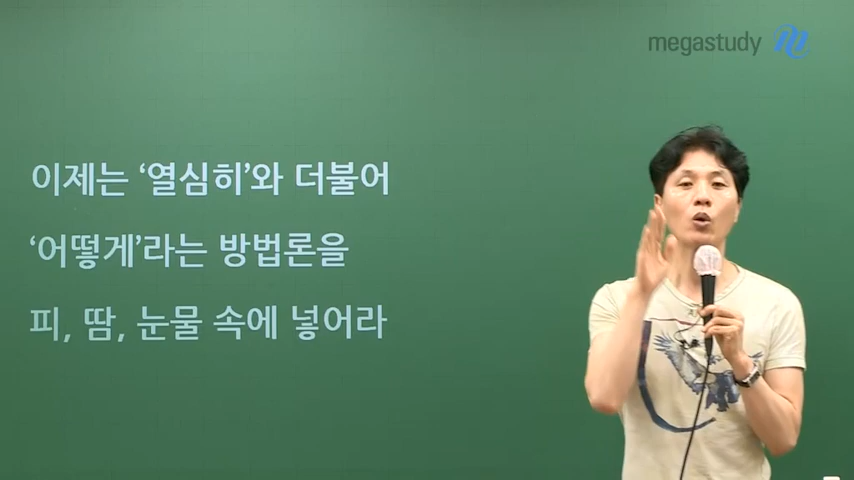 megastudy
이제는 ‘열심히’와 더불어
‘어떻게’라는 방법론을
피, 땀, 눈물 속에 넣어라